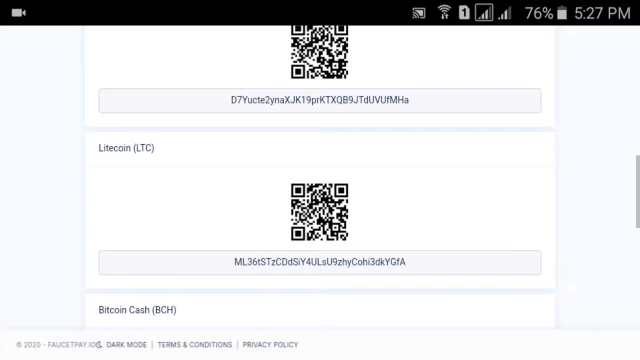 1 76% 5:27 PM
D7Yucte2ynaXJK19prKTXQB9JTdUVUfMHa
Litecoin (LTC)
ML36tSTzCDdSiY4ULsU9zhyCohi3dkYGfA
Bitcoin Cash (BCH)
© 2020 - FAUCETPAY.IO DARK MODE | TERMS & CONDITIONS | PRIVACY POLICY